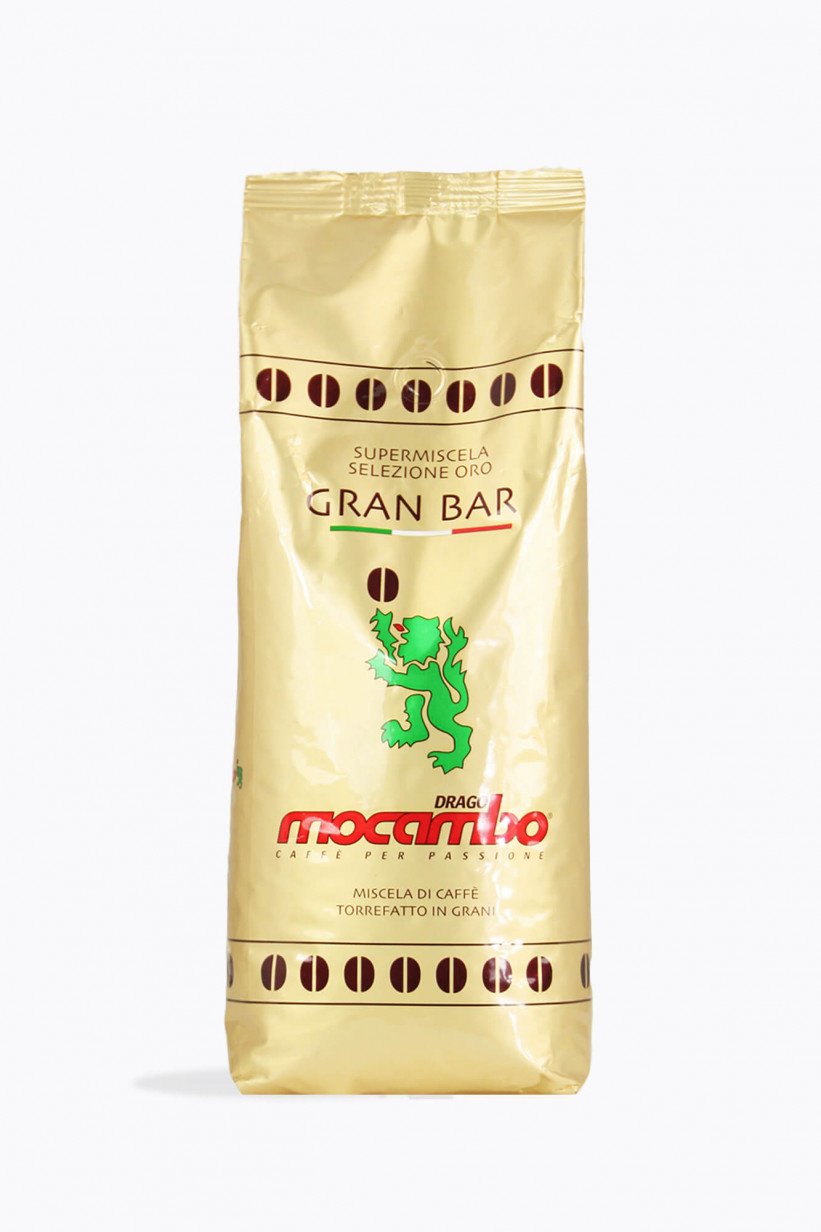 SUPERMISCELA
SELEZIONE ORO
GRAN BAR
DRAGO
mocambo®
CAFFÈ PER PASSIONE
MISCELA DI CAFFÈ
TORREFATTO IN GRANI